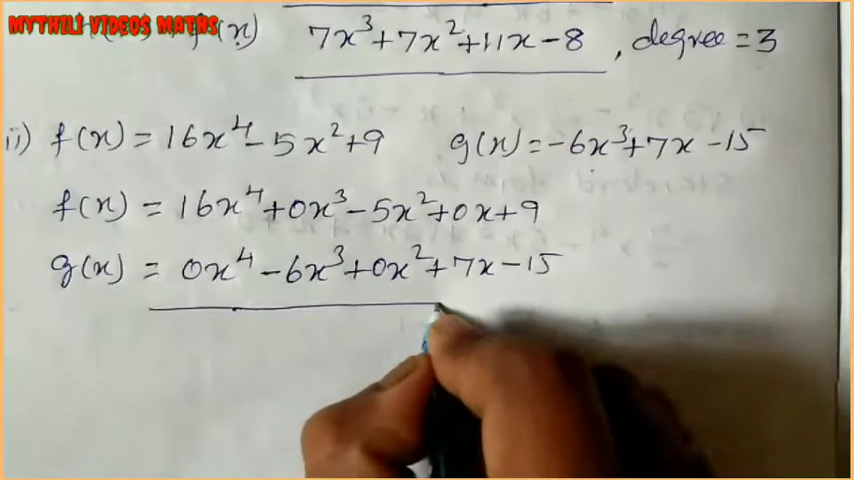 MYTHILI VIDEOS MATHS (x)
7x³+7x²+11x-8, degree=3
ii) f(x)=16x⁴-5x²+9 g(x)=-6x³+7x-15
f(x)=16x⁴+0x³-5x²+0x+9
g(x)=0x⁴-6x³+0x²+7x-15